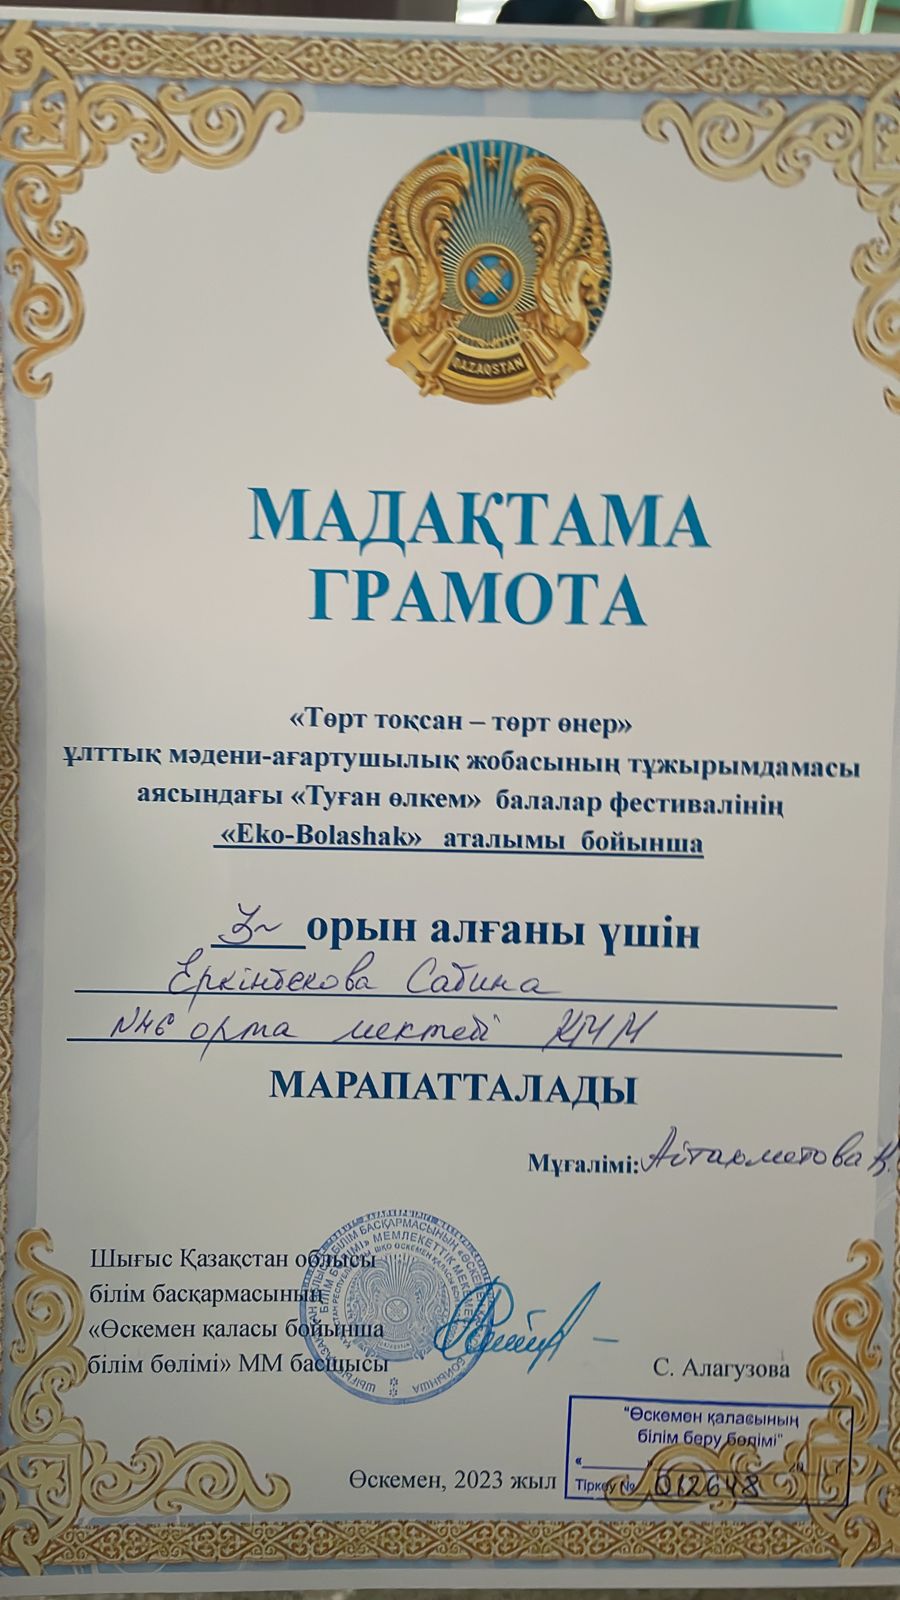 QAZAQSTAN
МАДАҚТАМА
ГРАМОТА
«Төрт тоқсан – төрт өнер»
ұлттық мәдени-ағартушылық жобасының тұжырымдамасы
аясындағы «Туған өлкем» балалар фестивалінің
«Eko-Bolashak» аталымы бойынша
3~ орын алғаны үшін
Еркінбекова Сабина
№46 орта мектебі КММ
МАРАПАТТАЛАДЫ
Мұғалімі: Айтахметова Қ.
Шығыс Қазақстан облысы
білім басқармасының
«Өскемен қаласы бойынша
білім бөлімі» ММ басшысы
С. Алагузова
"Өскемен қаласының
білім беру бөлімі"
«____»________20__г
Тіркеу № 012648
Өскемен, 2023 жыл